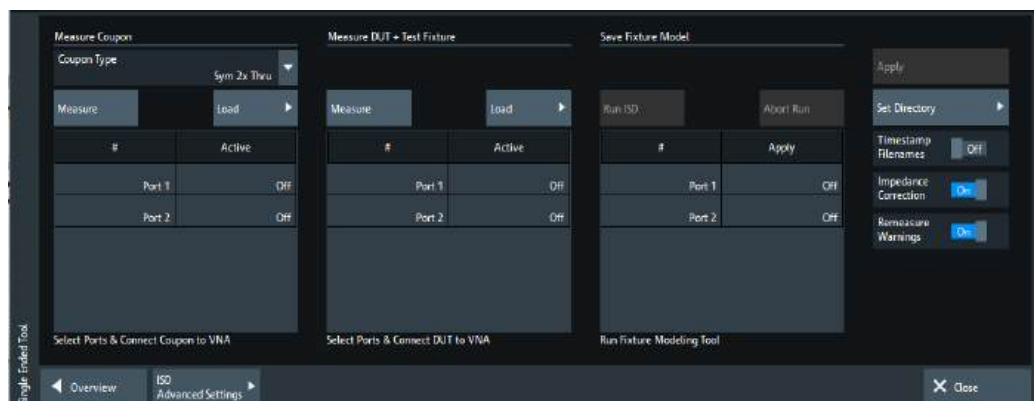 Measure Coupon
Coupon Type
Sym 2x Thru
Measure
Load
#
Active
Port 1
Off
Port 2
Off
Select Ports & Connect Coupon to VNA
Measure DUT + Test Fixture
Measure
Load
#
Active
Port 1
Off
Port 2
Off
Select Ports & Connect DUT to VNA
Save Fixture Model
Run ISD
Abort Run
#
Apply
Port 1
Off
Port 2
Off
Run Fixture Modeling Tool
Apply
Set Directory
Timestamp
Filenames
Off
Impedance
Correction
On
Remeasure
Warnings
On
Single Ended Tool
Overview
ISD
Advanced Settings
Close